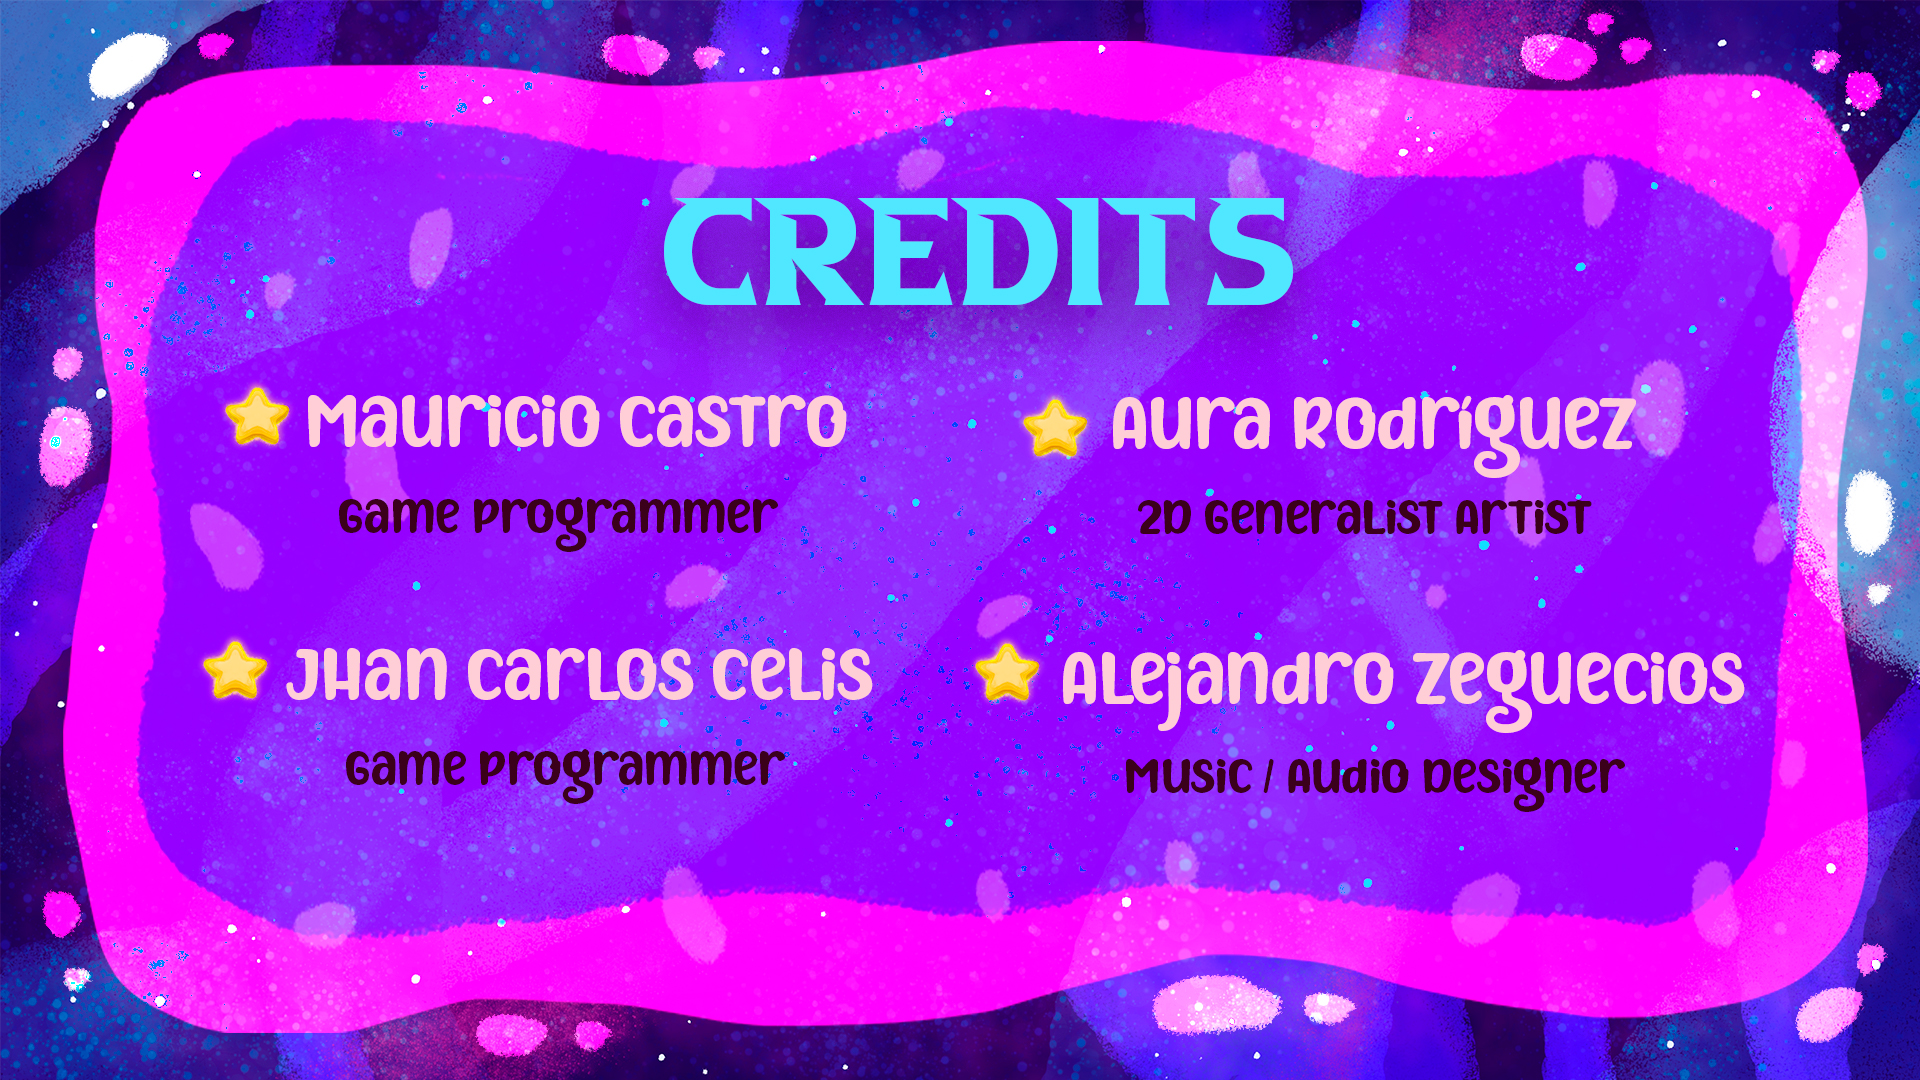 CREDITS
Mauricio Castro
Game Programmer
Jhan Carlos Celis
Game Programmer
Aura Rodríguez
2D Generalist Artist
Alejandro Zeguecios
Music / Audio Designer